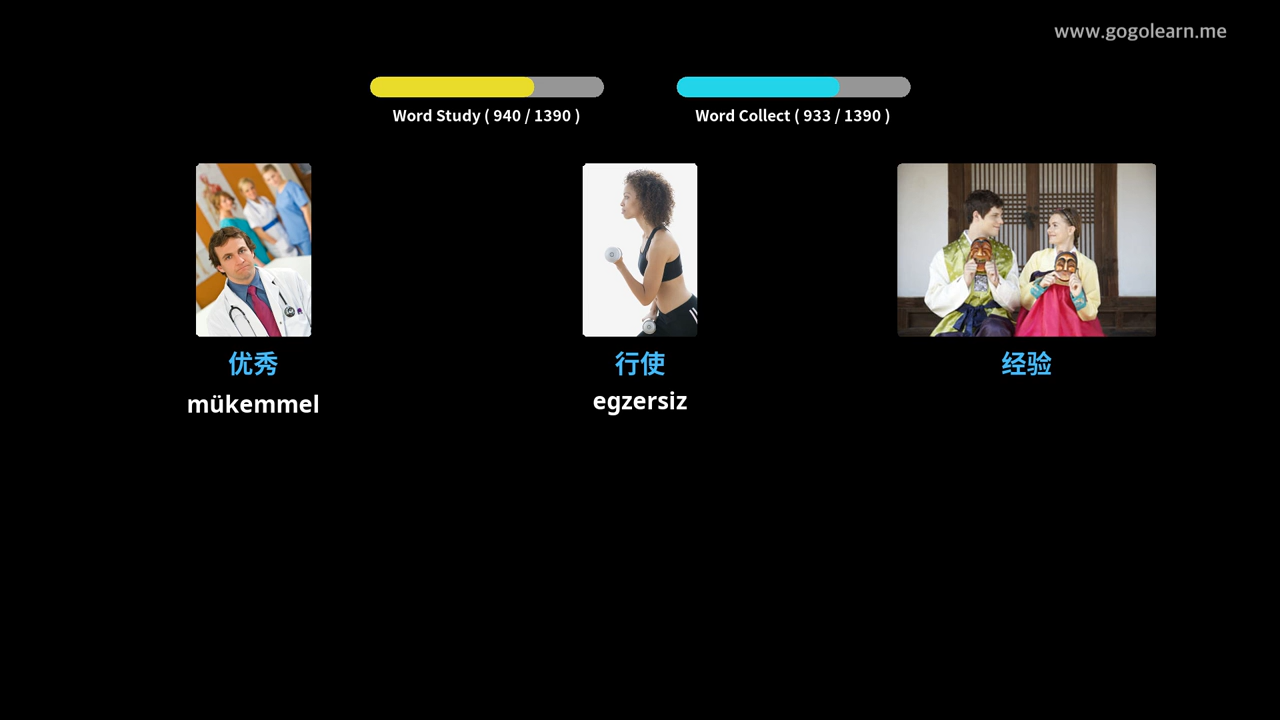 www.gogolearn.me
Word Study ( 940 / 1390 )
Word Collect ( 933 / 1390 )
优秀
mükemmel
行使
egzersiz
经验